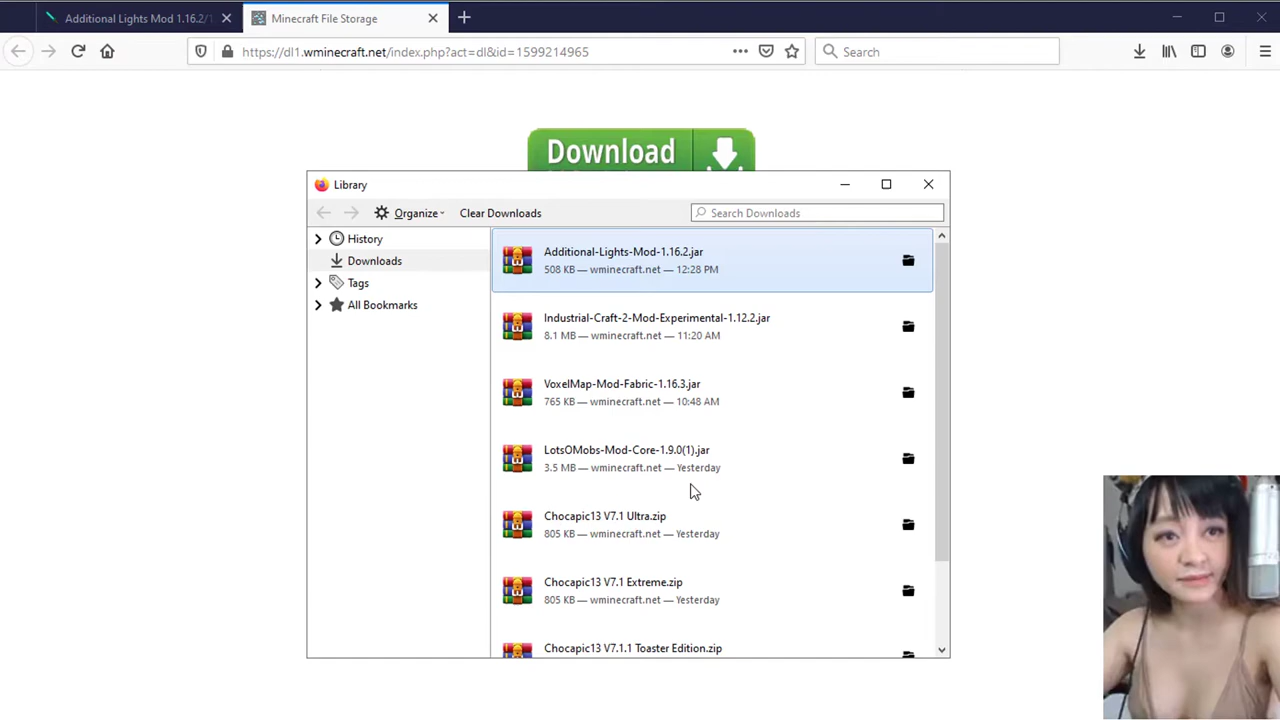 Additional Lights Mod 1.16.2/1
Minecraft File Storage
https://dl1.wminecraft.net/index.php?act=dl&id=1599214965
Search
Download
Library
Organize
Clear Downloads
Search Downloads
History
Downloads
Tags
All Bookmarks
Additional-Lights-Mod-1.16.2.jar
508 KB — wminecraft.net — 12:28 PM
Industrial-Craft-2-Mod-Experimental-1.12.2.jar
8.1 MB — wminecraft.net — 11:20 AM
VoxelMap-Mod-Fabric-1.16.3.jar
765 KB — wminecraft.net — 10:48 AM
LotsOMobs-Mod-Core-1.9.0(1).jar
3.5 MB — wminecraft.net — Yesterday
Chocapic13 V7.1 Ultra.zip
805 KB — wminecraft.net — Yesterday
Chocapic13 V7.1 Extreme.zip
805 KB — wminecraft.net — Yesterday
Chocapic13 V7.1.1 Toaster Edition.zip